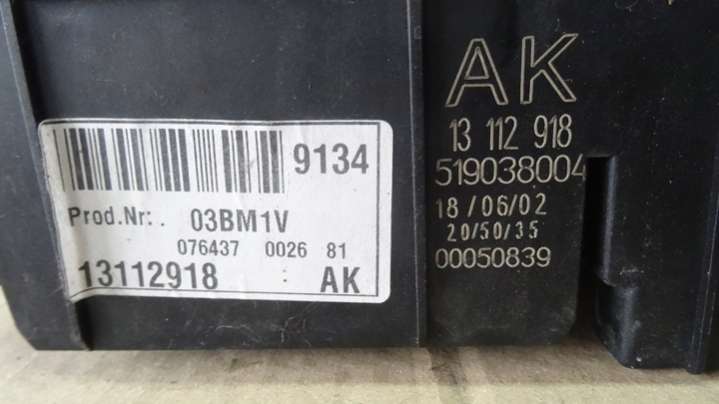 9134
Prod.Nr: . 03BM1V
076437 0026 81
13112918 AK
AK
13 112 918
519038004
18/06/02
20/50/35
00050839